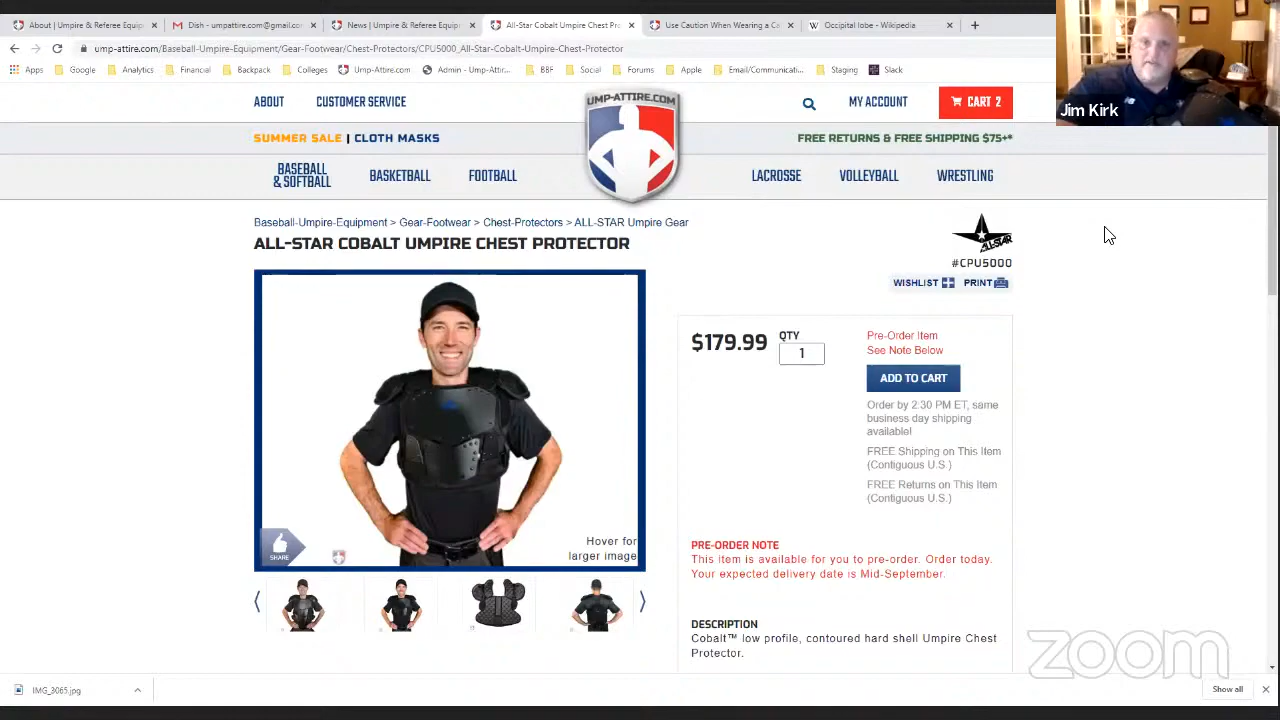 About | Umpire & Referee Equip
Dish - umpattire.com@gmail.co
News | Umpire & Referee Equip
All-Star Cobalt Umpire Chest Pr
Use Caution When Wearing a Ca
Occipital lobe - Wikipedia
ump-attire.com/Baseball-Umpire-Equipment/Gear-Footwear/Chest-Protectors/CPU5000_All-Star-Cobalt-Umpire-Chest-Protector
Apps Google Analytics Financial Backpack Colleges Ump-Attire.com Admin - Ump-Attir... BBF Social Forums Apple Email/Communicati... Staging Slack
Jim Kirk
ABOUT CUSTOMER SERVICE
UMP-ATTIRE.COM
MY ACCOUNT
CART 2
SUMMER SALE | CLOTH MASKS
FREE RETURNS & FREE SHIPPING $75+*
BASEBALL
& SOFTBALL
BASKETBALL
FOOTBALL
LACROSSE
VOLLEYBALL
WRESTLING
Baseball-Umpire-Equipment > Gear-Footwear > Chest-Protectors > ALL-STAR Umpire Gear
ALL-STAR COBALT UMPIRE CHEST PROTECTOR
ALL-STAR
#CPU5000
WISHLIST PRINT
$179.99
QTY
1
Pre-Order Item
See Note Below
ADD TO CART
Order by 2:30 PM ET, same
business day shipping
available!
FREE Shipping on This Item
(Contiguous U.S.)
FREE Returns on This Item
(Contiguous U.S.)
SHARE
Hover for
larger image
PRE-ORDER NOTE
This item is available for you to pre-order. Order today.
Your expected delivery date is Mid-September.
DESCRIPTION
Cobalt™ low profile, contoured hard shell Umpire Chest
Protector.
zoom
IMG_3065.jpg
Show all